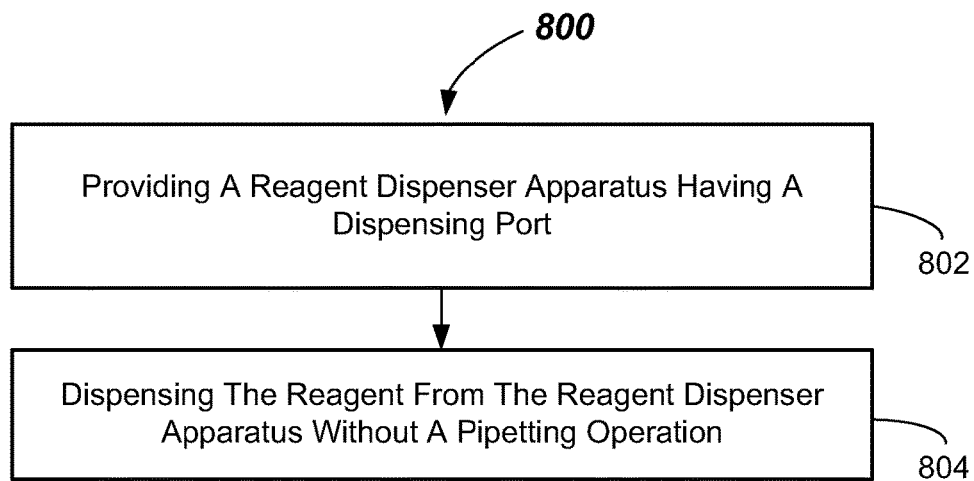 800
Providing A Reagent Dispenser Apparatus Having A
Dispensing Port
802
Dispensing The Reagent From The Reagent Dispenser
Apparatus Without A Pipetting Operation
804